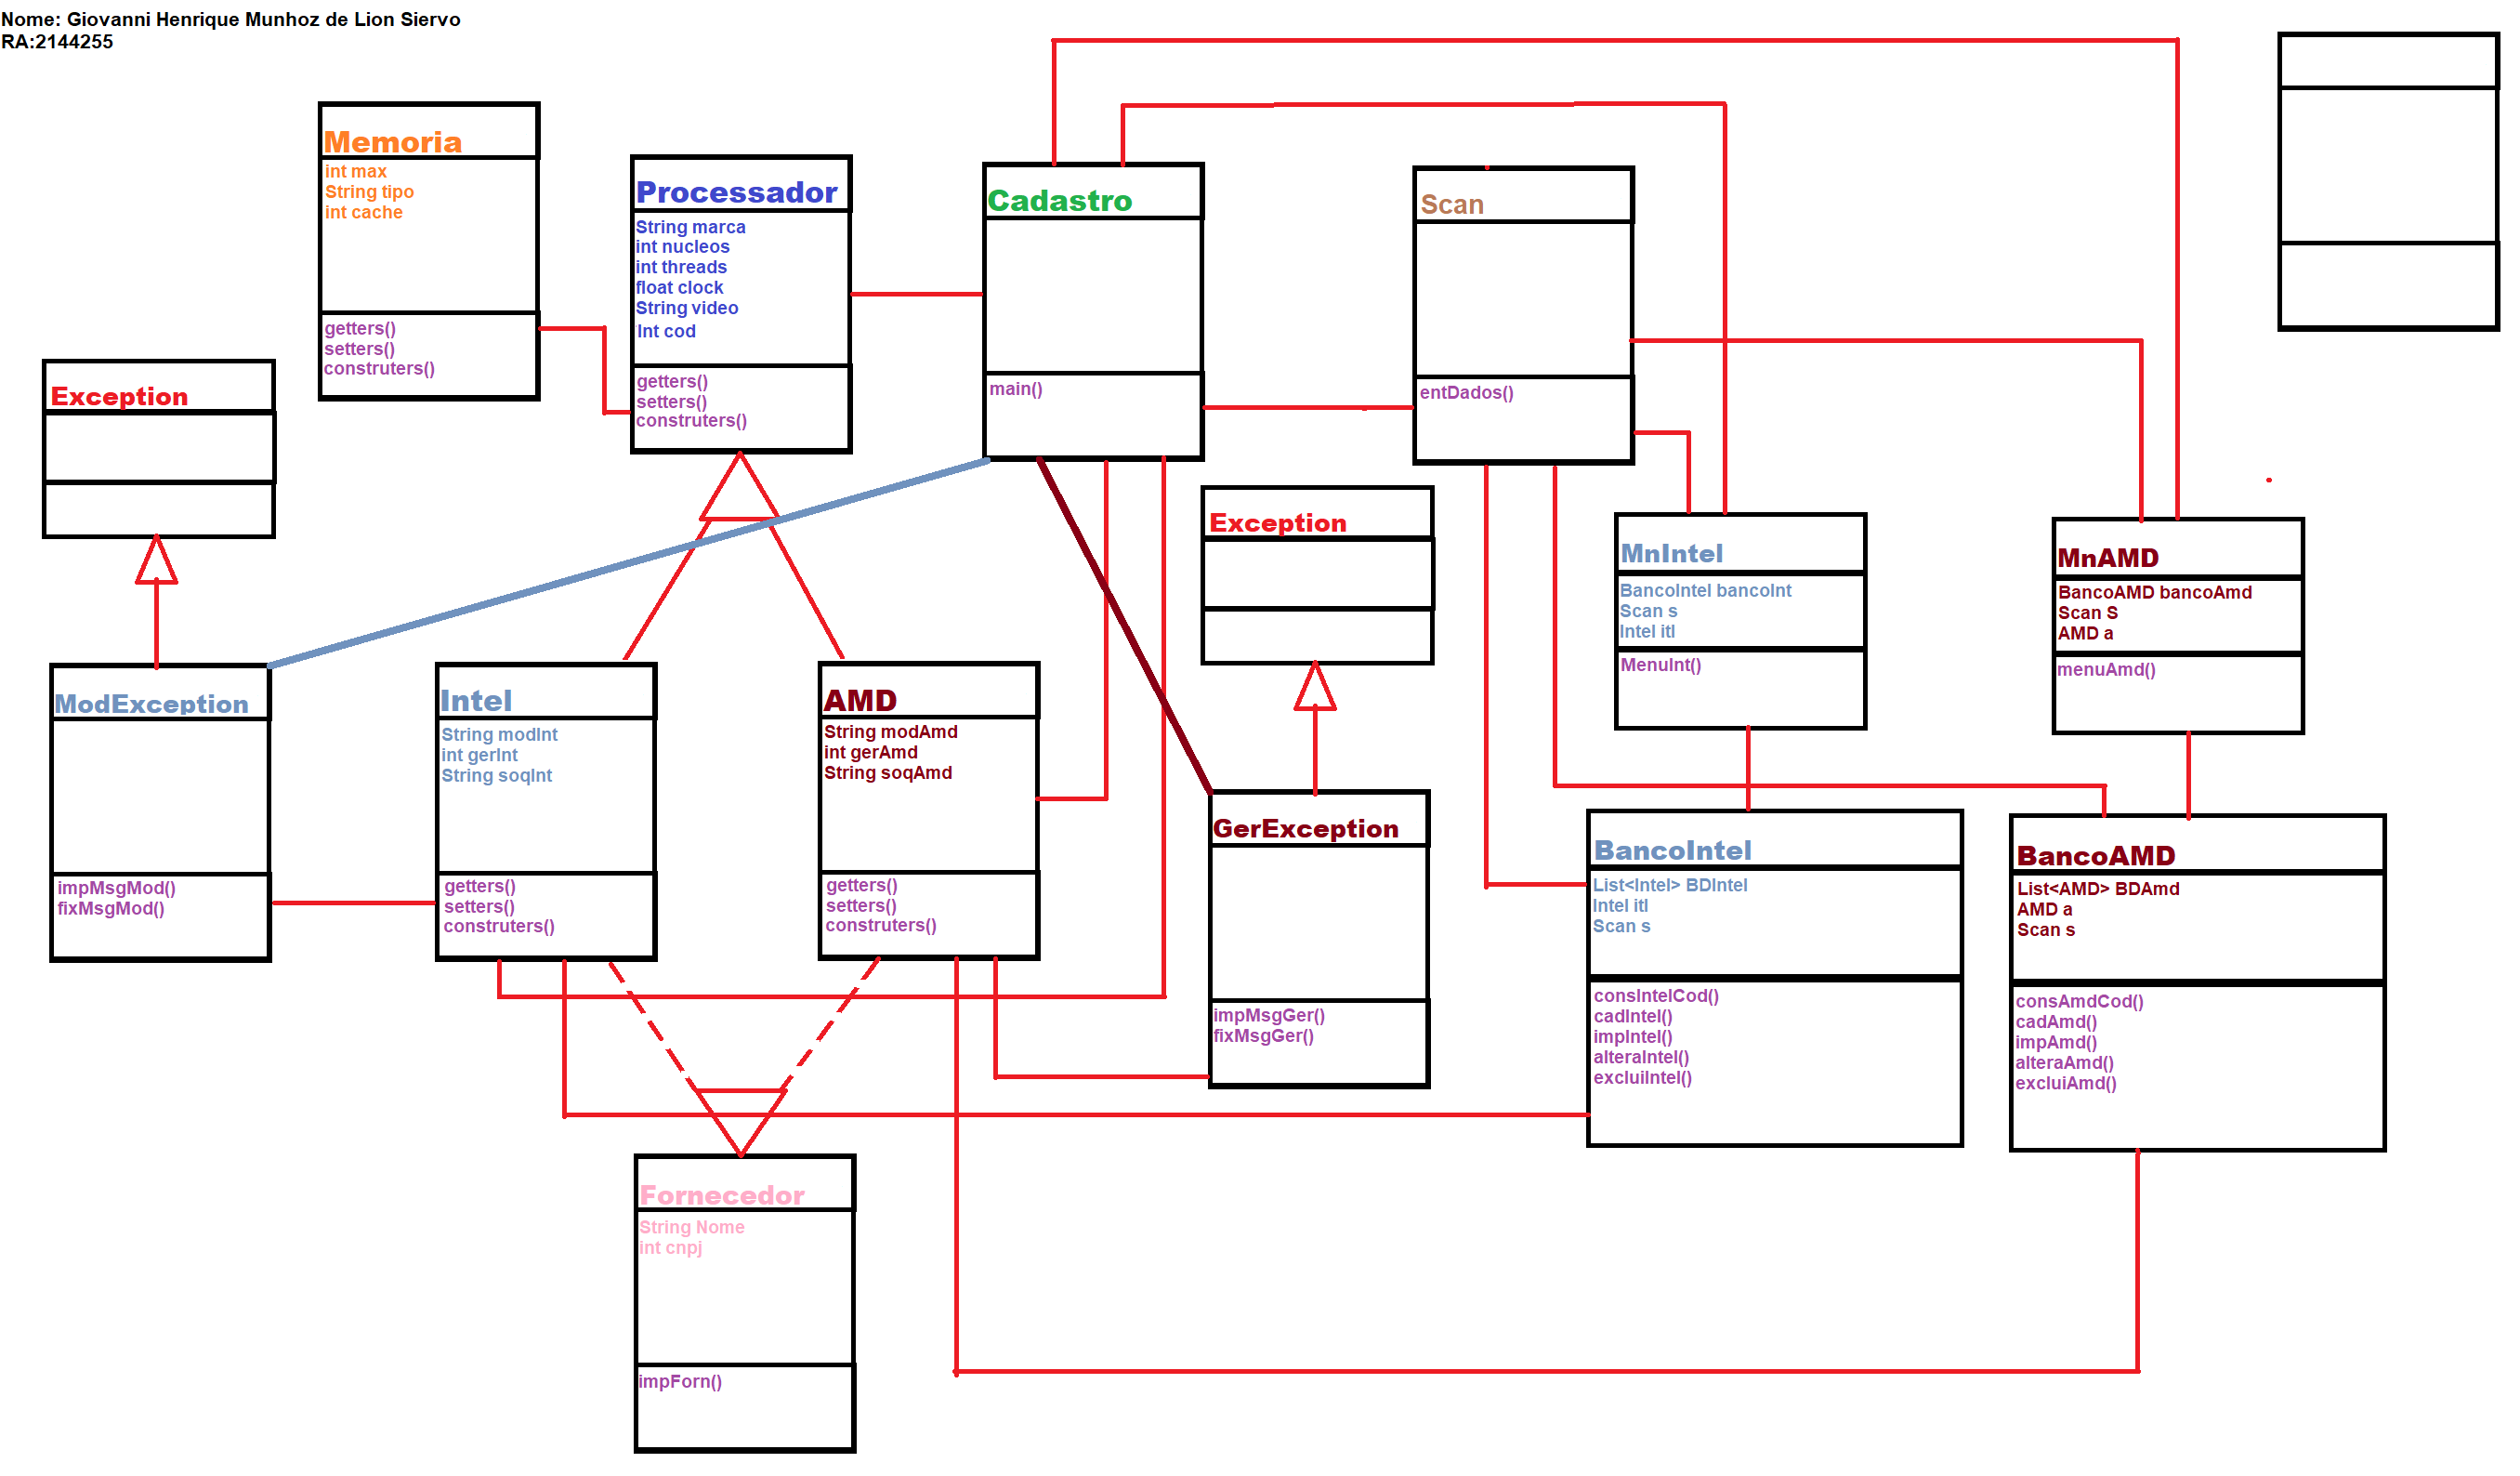 Nome: Giovanni Henrique Munhoz de Lion Siervo
RA:2144255
Memoria
int max
String tipo
int cache
getters()
setters()
construters()
Processador
String marca
int nucleos
int threads
float clock
String video
Int cod
getters()
setters()
construters()
Cadastro
main()
Scan
entDados()
Exception
Exception
MnIntel
BancoIntel bancoInt
Scan s
Intel itl
MenuInt()
MnAMD
BancoAMD bancoAmd
Scan S
AMD a
menuAmd()
ModException
impMsgMod()
fixMsgMod()
Intel
String modInt
int gerInt
String soqInt
getters()
setters()
construters()
AMD
String modAmd
int gerAmd
String soqAmd
getters()
setters()
construters()
GerException
impMsgGer()
fixMsgGer()
BancoIntel
List<Intel> BDIntel
Intel itl
Scan s
consIntelCod()
cadIntel()
impIntel()
alteraIntel()
excluiIntel()
BancoAMD
List<AMD> BDAmd
AMD a
Scan s
consAmdCod()
cadAmd()
impAmd()
alteraAmd()
excluiAmd()
Fornecedor
String Nome
int cnpj
impForn()